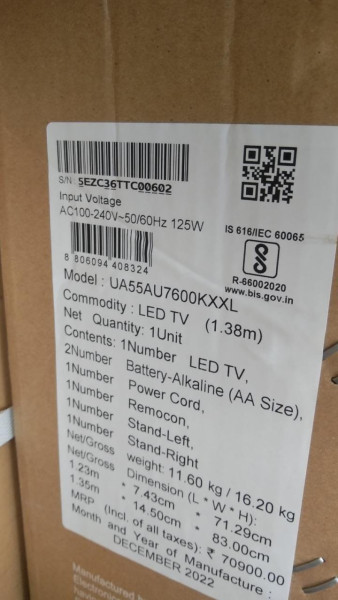 S/N: SEZC36TTC00602
Input Voltage
AC100-240V~50/60Hz 125W
IS 616/IEC 60065
8 806094 408324
R-66002020
www.bis.gov.in
Model : UA55AU7600KXXL
Commodity : LED TV (1.38m)
Net Quantity: 1Unit
Contents: 1Number LED TV,
2Number Battery-Alkaline (AA Size),
1Number Power Cord,
1Number Remocon,
1Number Stand-Left,
1Number Stand-Right
Net/Gross weight: 11.60 kg / 16.20 kg
Net/Gross Dimension (L * W * H):
1.23m * 7.43cm * 71.29cm
1.35m * 14.50cm * 83.00cm
MRP (Incl. of all taxes): ₹ 70900.00
Month and Year of Manufacture :
DECEMBER 2022
Manufactured
Electronics